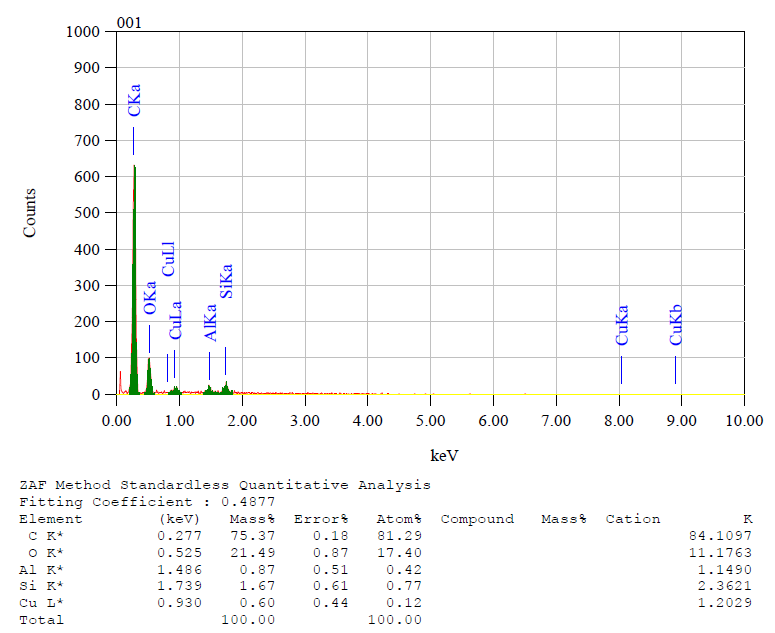 001
1000
900
800
700
600
500
400
300
200
100
0
Counts
CKa
OKa
CuLl
CuLa
AlKa
SiKa
CuKa
CuKb
0.00 1.00 2.00 3.00 4.00 5.00 6.00 7.00 8.00 9.00 10.00
keV
ZAF Method Standardless Quantitative Analysis
Fitting Coefficient : 0.4877
Element (keV) Mass% Error% Atom% Compound Mass% Cation K
C K* 0.277 75.37 0.18 81.29 84.1097
O K* 0.525 21.49 0.87 17.40 11.1763
Al K* 1.486 0.87 0.51 0.42 1.1490
Si K* 1.739 1.67 0.61 0.77 2.3621
Cu L* 0.930 0.60 0.44 0.12 1.2029
Total 100.00 100.00